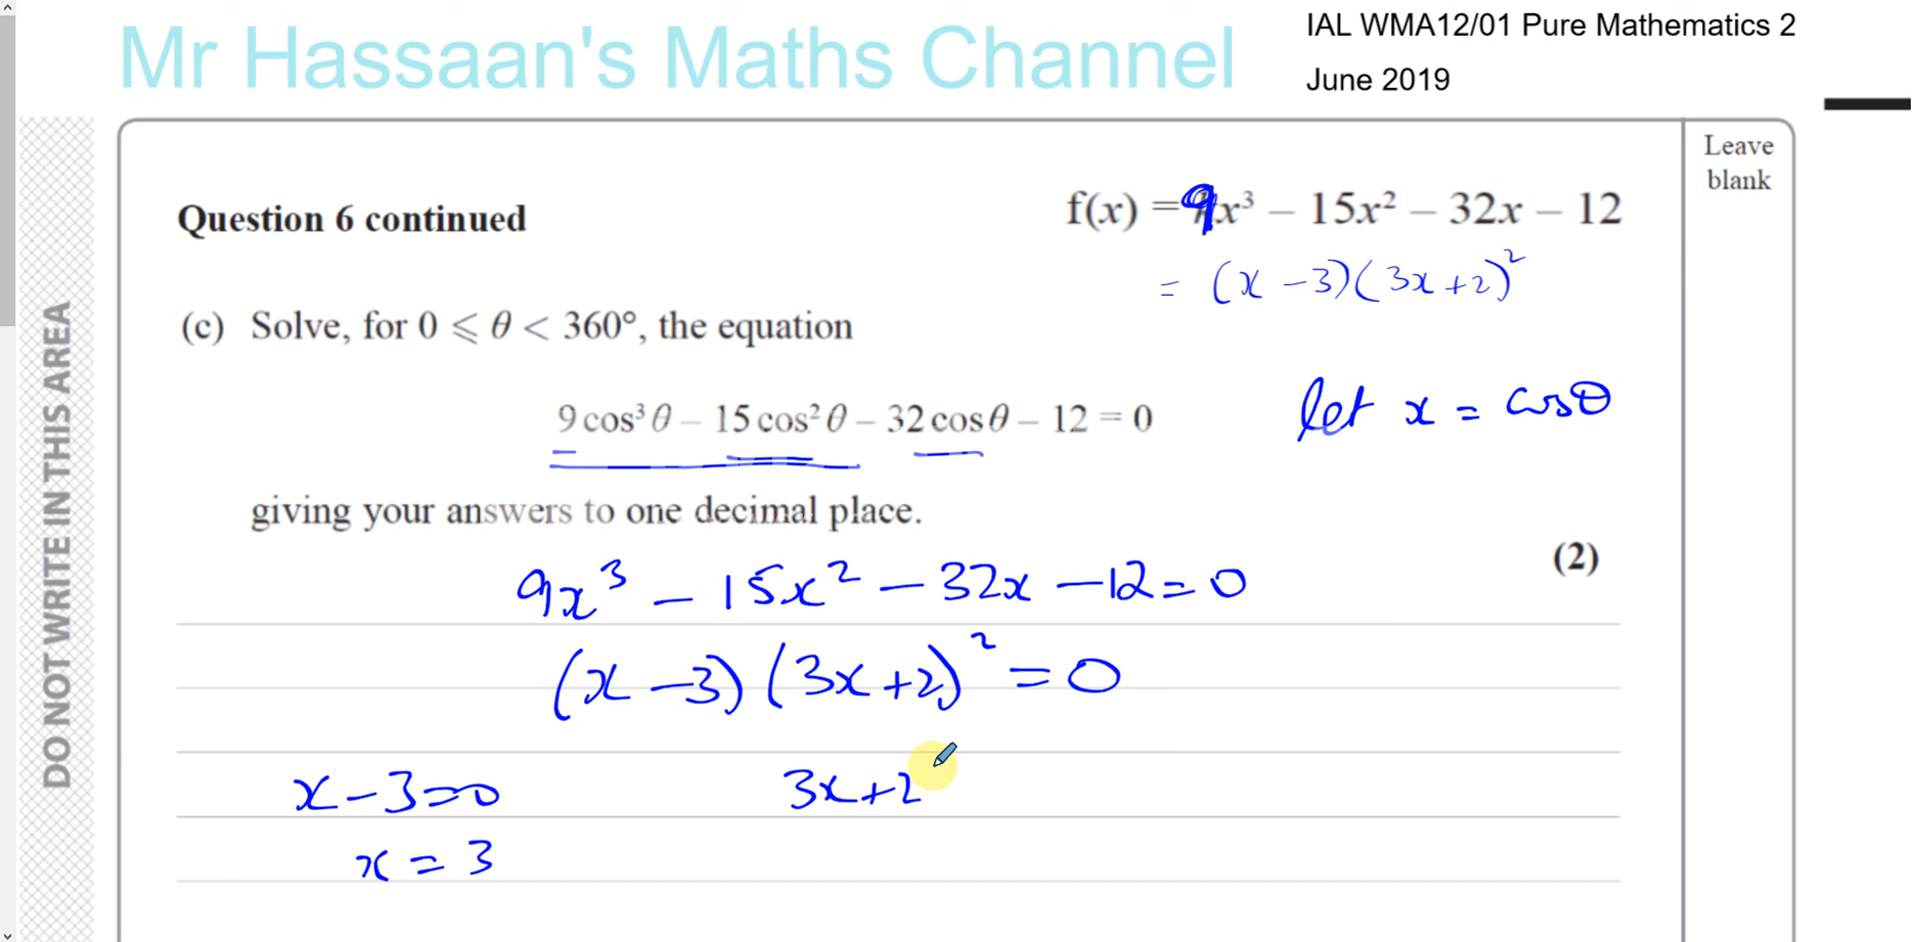 Mr Hassaan's Maths Channel
IAL WMA12/01 Pure Mathematics 2
June 2019
Leave
blank
DO NOT WRITE IN THIS AREA
Question 6 continued
f(x) = 9x³ – 15x² – 32x – 12
= (x – 3)(3x + 2)²
(c) Solve, for 0 ⩽ θ < 360°, the equation
9 cos³ θ – 15 cos² θ – 32 cos θ – 12 = 0
let x = cosθ
giving your answers to one decimal place.
(2)
9x³ – 15x² – 32x – 12 = 0
(x – 3)(3x + 2)² = 0
x – 3 = 0
3x + 2
x = 3